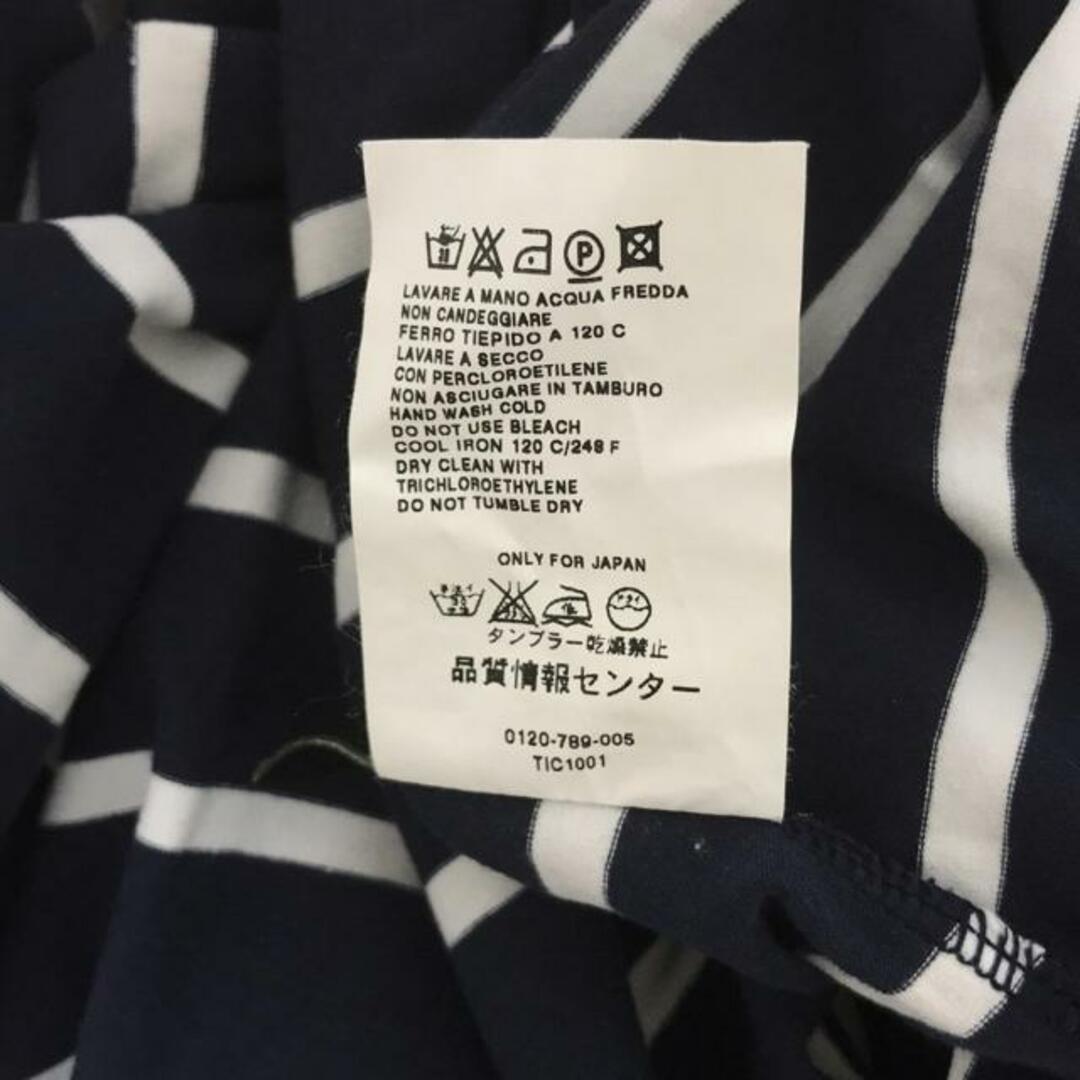 P
LAVARE A MANO ACQUA FREDDA
NON CANDEGGIARE
FERRO TIEPIDO A 120 C
LAVARE A SECCO
CON PERCLOROETILENE
NON ASCIUGARE IN TAMBURO
HAND WASH COLD
DO NOT USE BLEACH
COOL IRON 120 C/248 F
DRY CLEAN WITH
TRICHLOROETHYLENE
DO NOT TUMBLE DRY
ONLY FOR JAPAN
タンブラー乾燥禁止
品質情報センター
0120-789-005
TIC1001